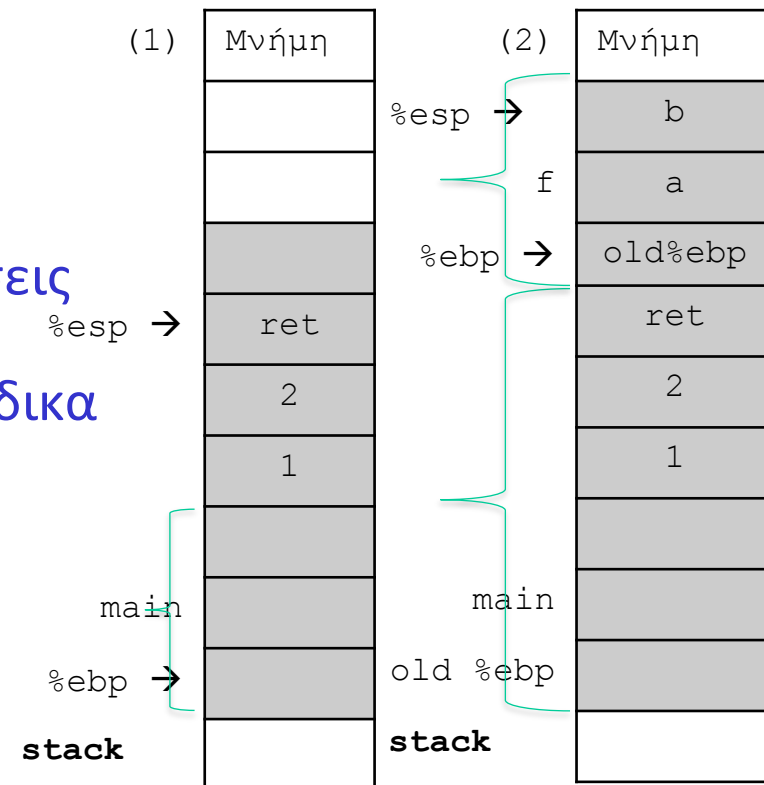 (1)
Μνήμη
(2)
Μνήμη
%esp →
b
f
a
%ebp →
old%ebp
%esp →
ret
ret
2
2
1
1
main
main
%ebp →
old %ebp
stack
stack